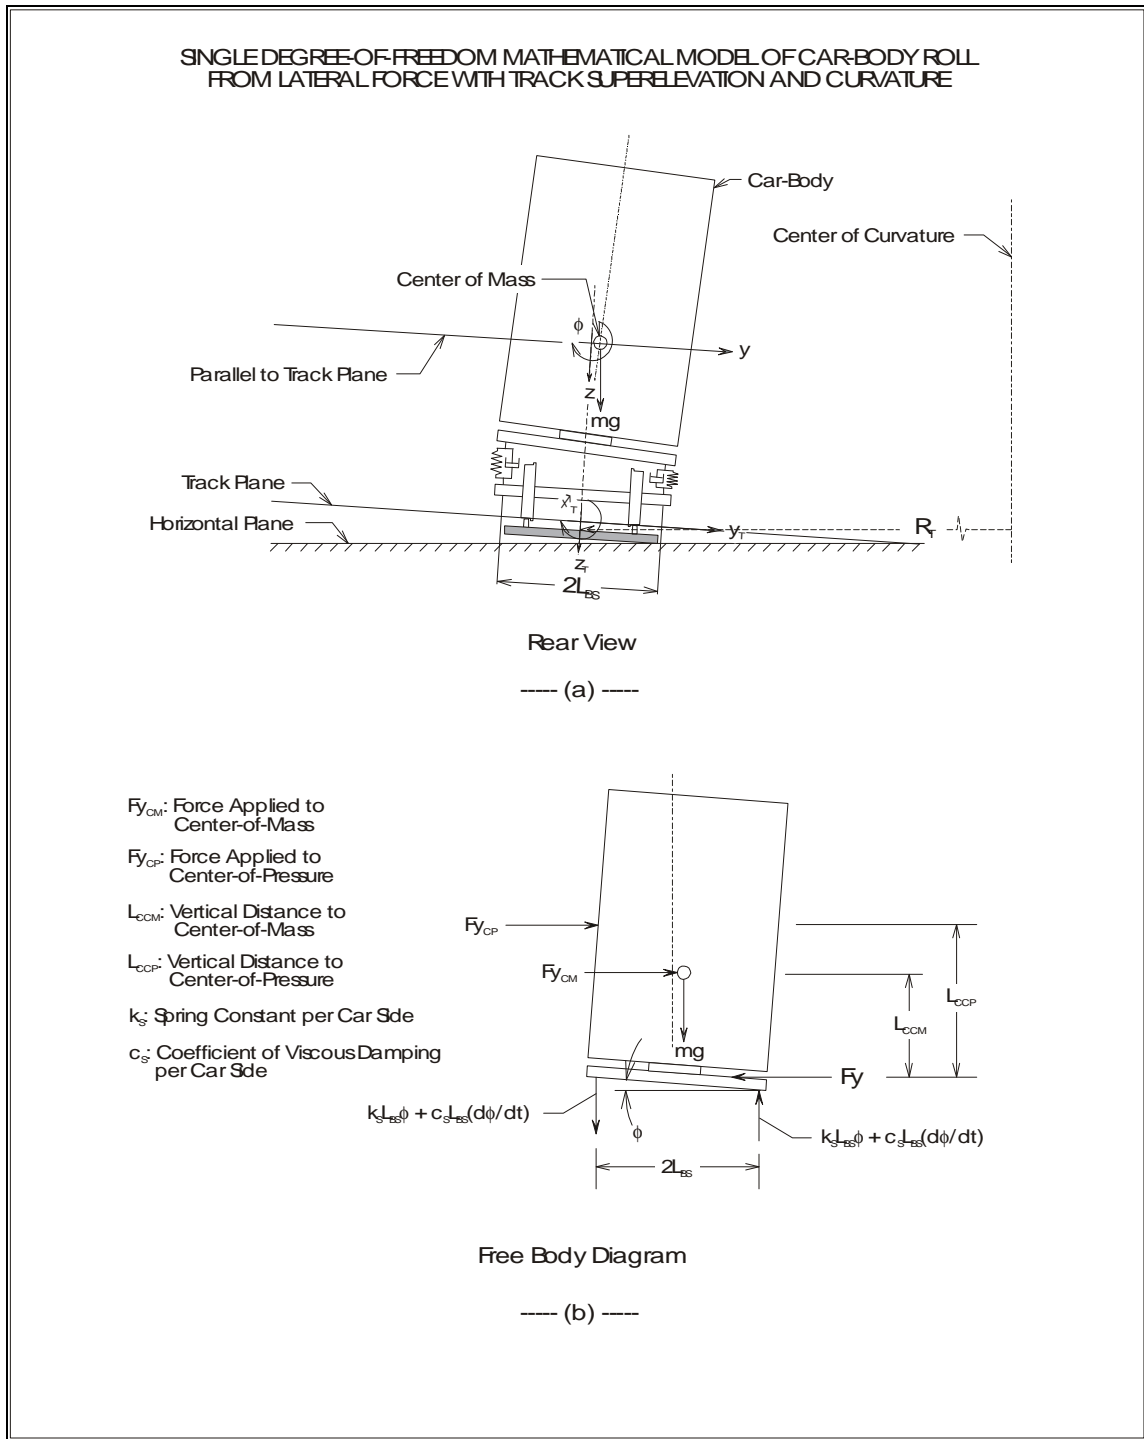 SINGLE DEGREE-OF-FREEDOM MATHEMATICAL MODEL OF CAR-BODY ROLL
FROM LATERAL FORCE WITH TRACK SUPERELEVATION AND CURVATURE
Car-Body
Center of Curvature
Center of Mass
ϕ
y
Parallel to Track Plane
z
mg
Track Plane
Horizontal Plane
y_T
R_T
z_T
2L_BS
Rear View
----- (a) -----
Fy_CM: Force Applied to
Center-of-Mass
Fy_CP: Force Applied to
Center-of-Pressure
L_CCM: Vertical Distance to
Center-of-Mass
L_CCP: Vertical Distance to
Center-of-Pressure
k_S: Spring Constant per Car Side
c_S: Coefficient of Viscous Damping
per Car Side
Fy_CP
Fy_CM
L_CCP
L_CCM
mg
Fy
k_SL_BSϕ + c_SL_BS(dϕ/dt)
ϕ
k_SL_BSϕ + c_SL_BS(dϕ/dt)
2L_BS
Free Body Diagram
----- (b) -----